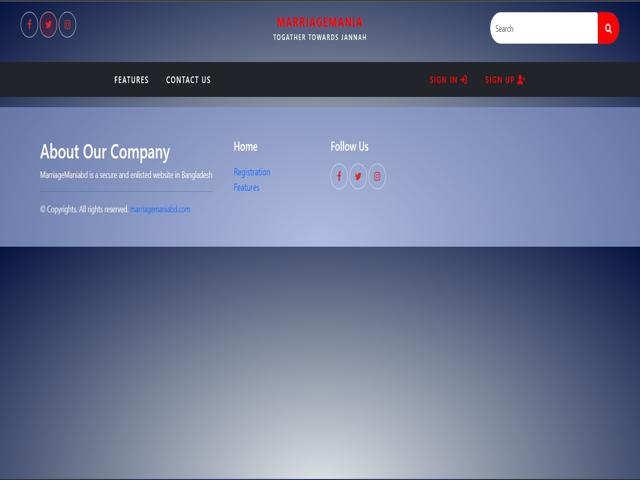 MARRIAGEMANIA
TOGATHER TOWARDS JANNAH
Search
FEATURES CONTACT US SIGN IN SIGN UP
About Our Company
MarriageManiabd is a secure and enlisted website in Bangladesh
© Copyrights. All rights reserved. marriagemaniabd.com
Home
Registration
Features
Follow Us